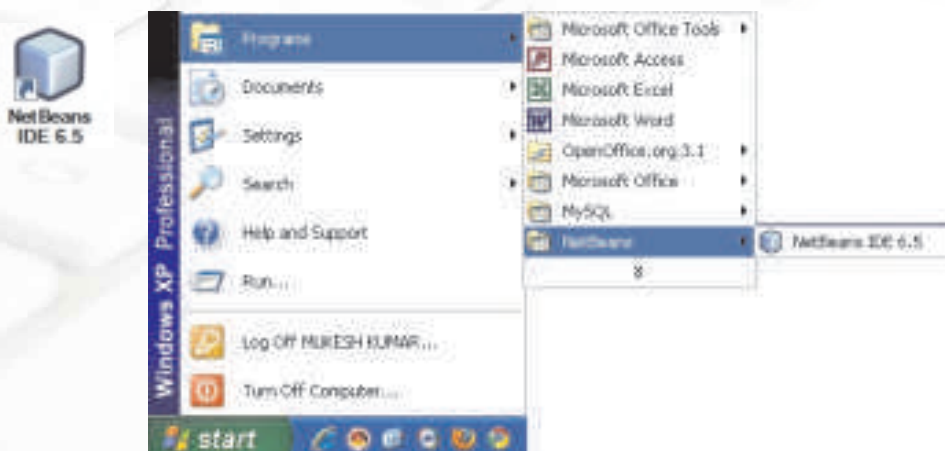 NetBeans
IDE 6.5
Windows XP Professional
Programs
Documents
Settings
Search
Help and Support
Run...
Log Off MUKESH KUMAR...
Turn Off Computer...
start
Microsoft Office Tools
Microsoft Access
Microsoft Excel
Microsoft Word
OpenOffice.org 3.1
Microsoft Office
MySQL
NetBeans
NetBeans IDE 6.5